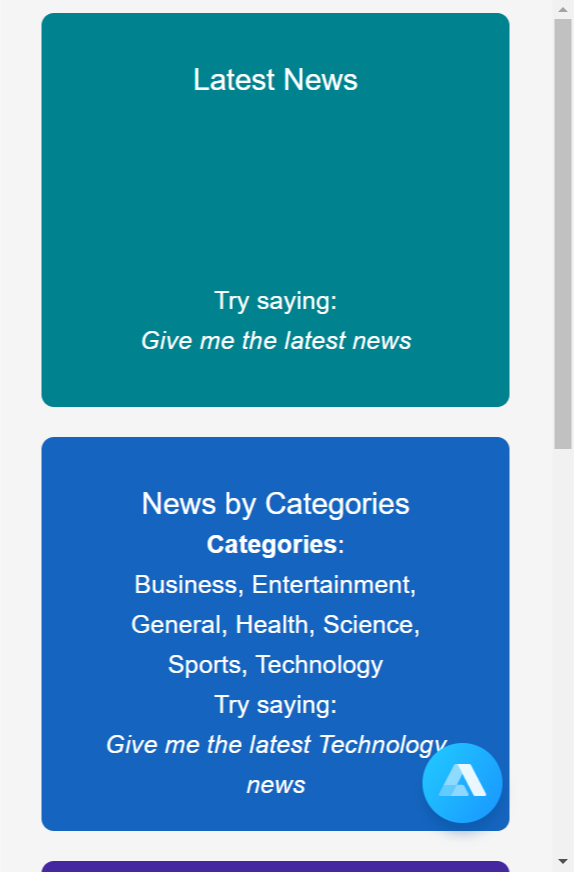 Latest News
Try saying:
Give me the latest news
News by Categories
Categories:
Business, Entertainment,
General, Health, Science,
Sports, Technology
Try saying:
Give me the latest Technology
news